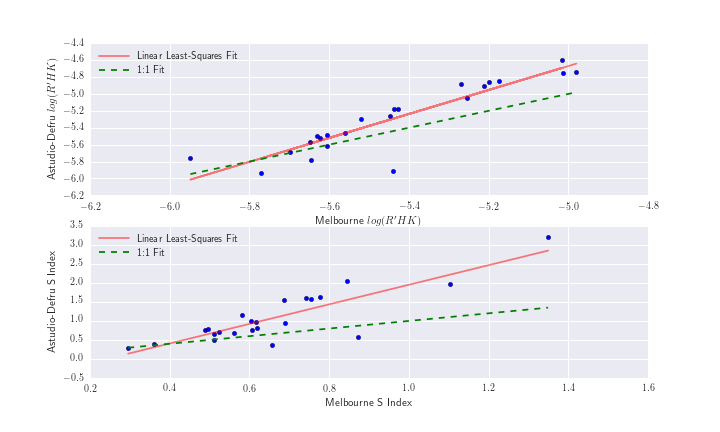 −4.4
−4.6
−4.8
−5.0
−5.2
−5.4
−5.6
−5.8
−6.0
−6.2
Astudio-Defru log(R′HK)
Linear Least-Squares Fit
1:1 Fit
−6.2 −6.0 −5.8 −5.6 −5.4 −5.2 −5.0 −4.8
Melbourne log(R′HK)
3.5
3.0
2.5
2.0
1.5
1.0
0.5
0.0
−0.5
Astudio-Defru S Index
Linear Least-Squares Fit
1:1 Fit
0.2 0.4 0.6 0.8 1.0 1.2 1.4 1.6
Melbourne S Index